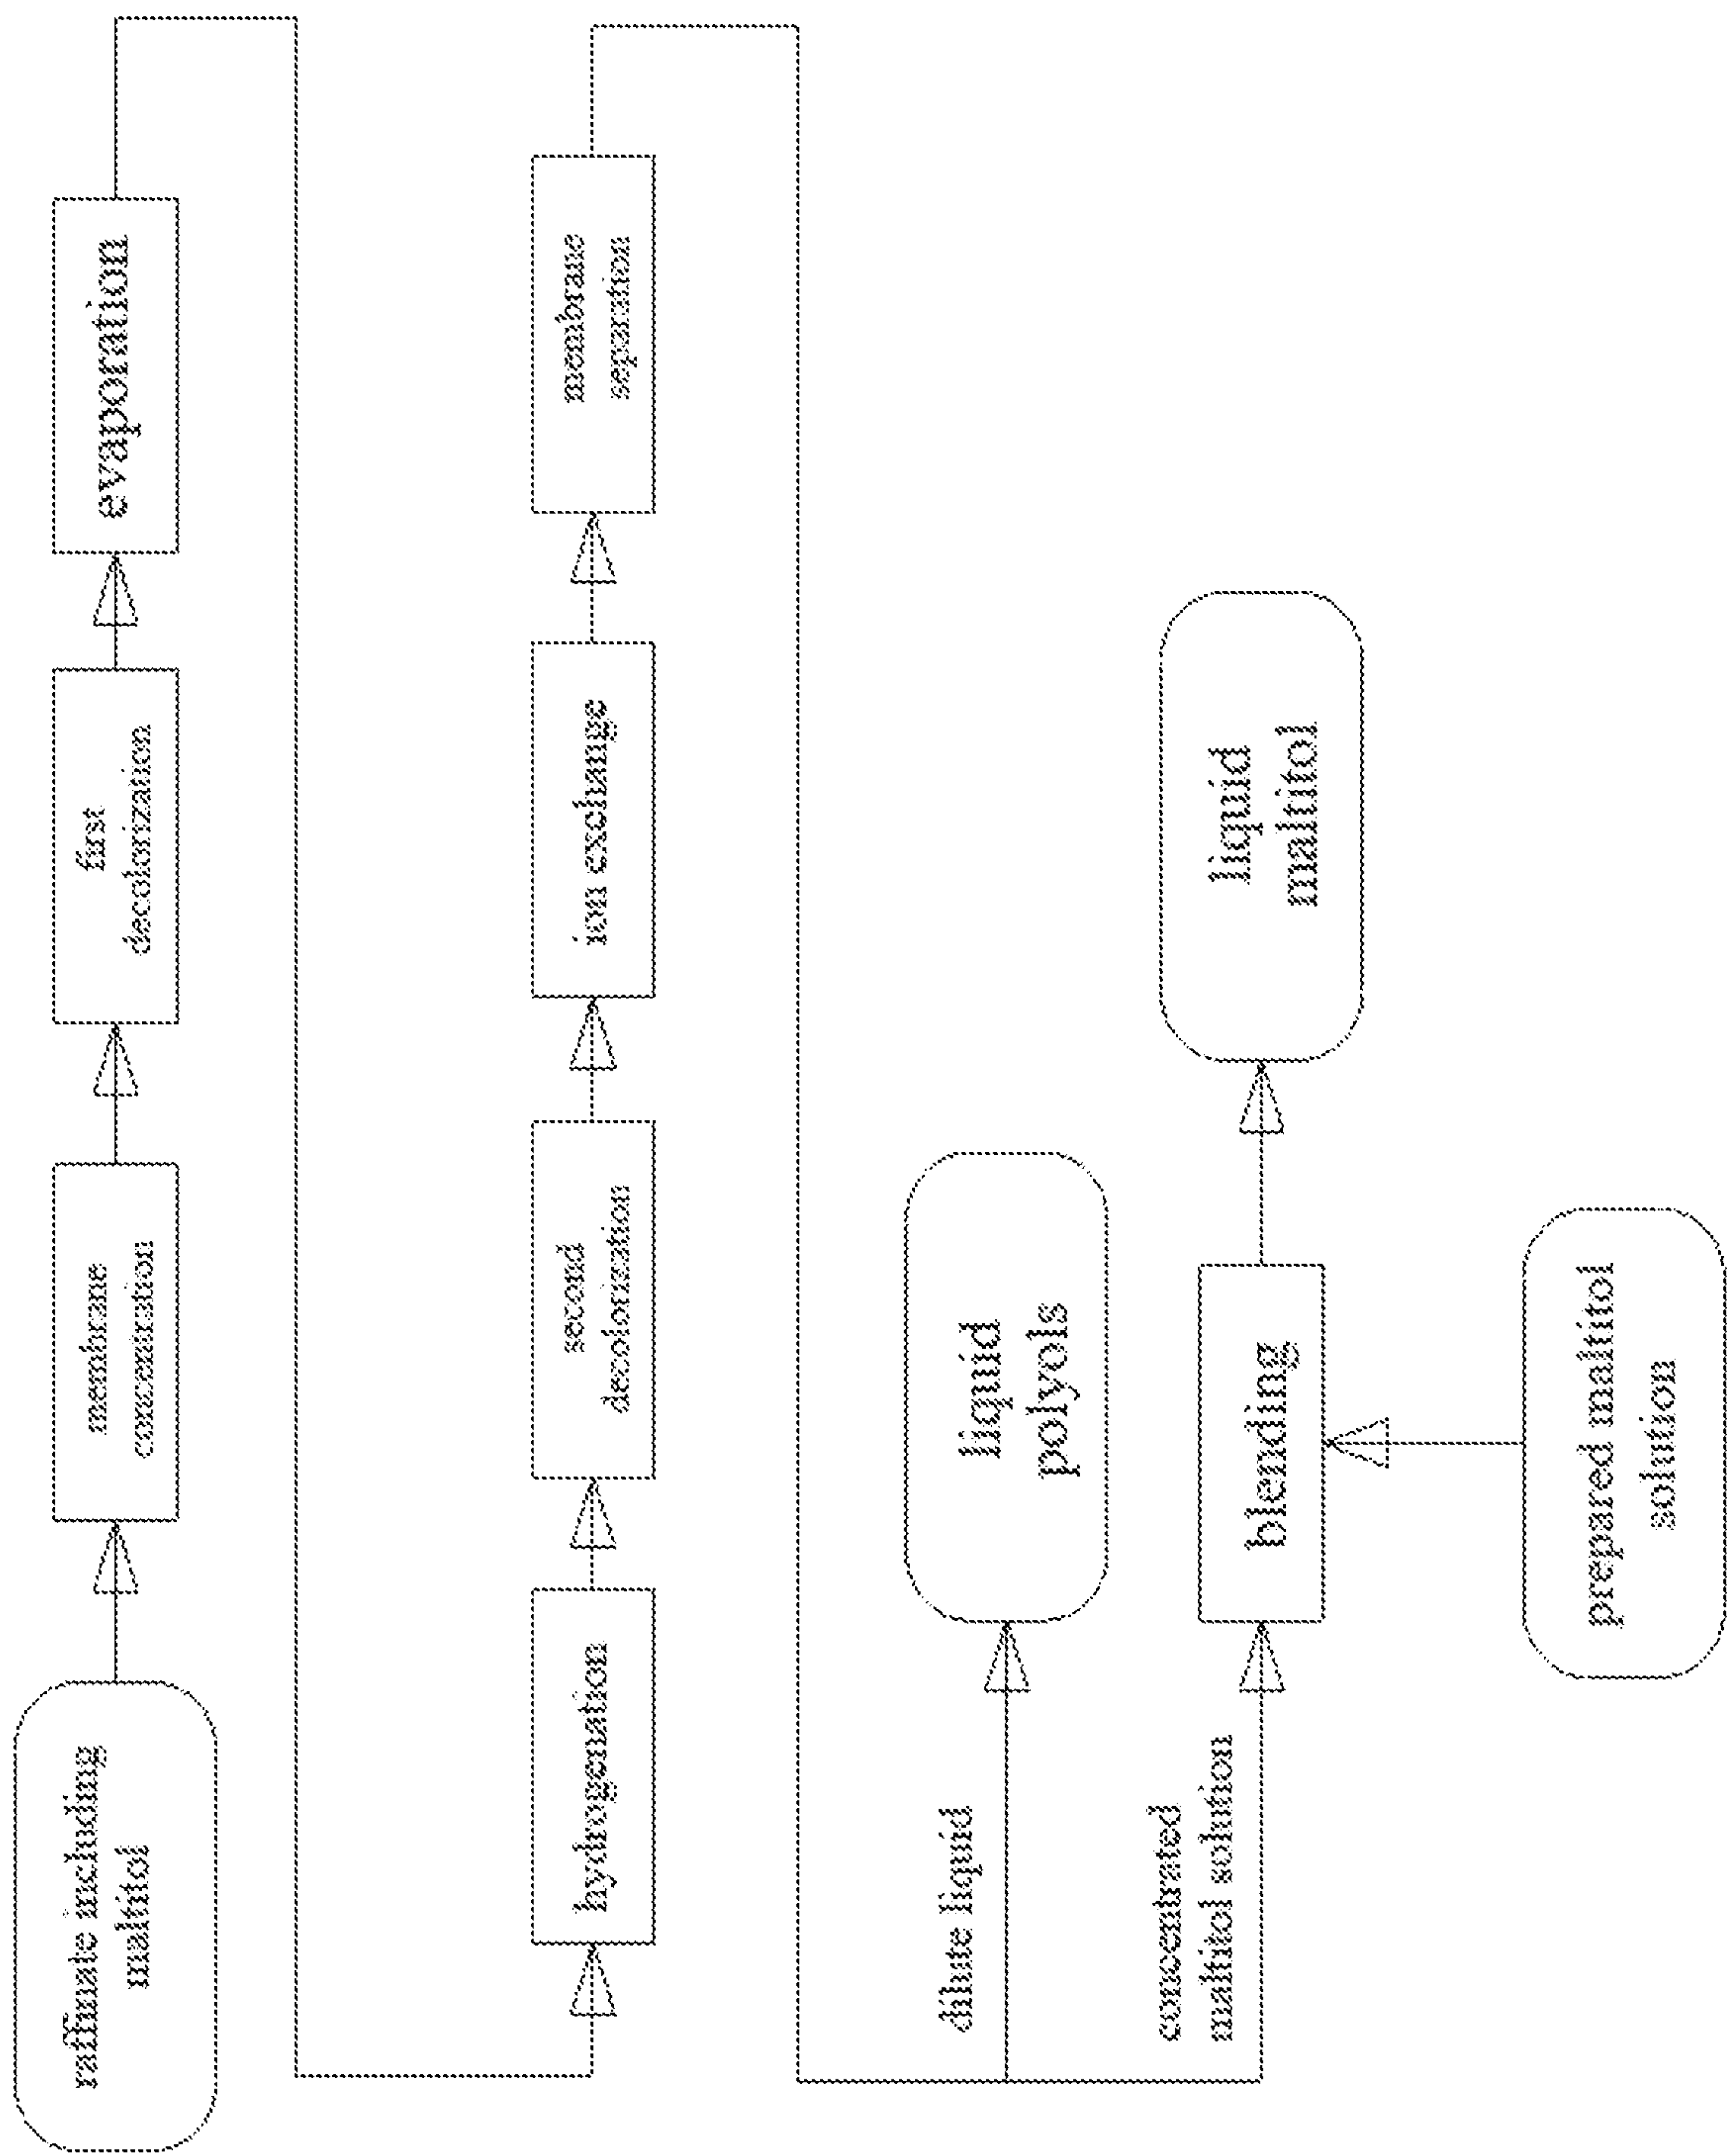 raffinate including
maltitol
membrane
concentration
first
decolorization
evaporation
hydrogenation
second
decolorization
ion exchange
membrane
separation
dilute liquid
liquid
polyols
concentrated
maltitol solution
blending
liquid
maltitol
prepared maltitol
solution